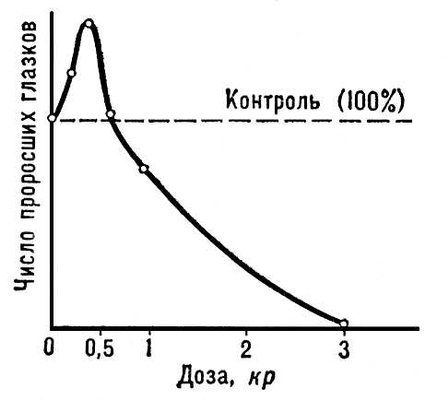 Число проросших глазков
Контроль (100%)
0 0,5 1 2 3
Доза, кр